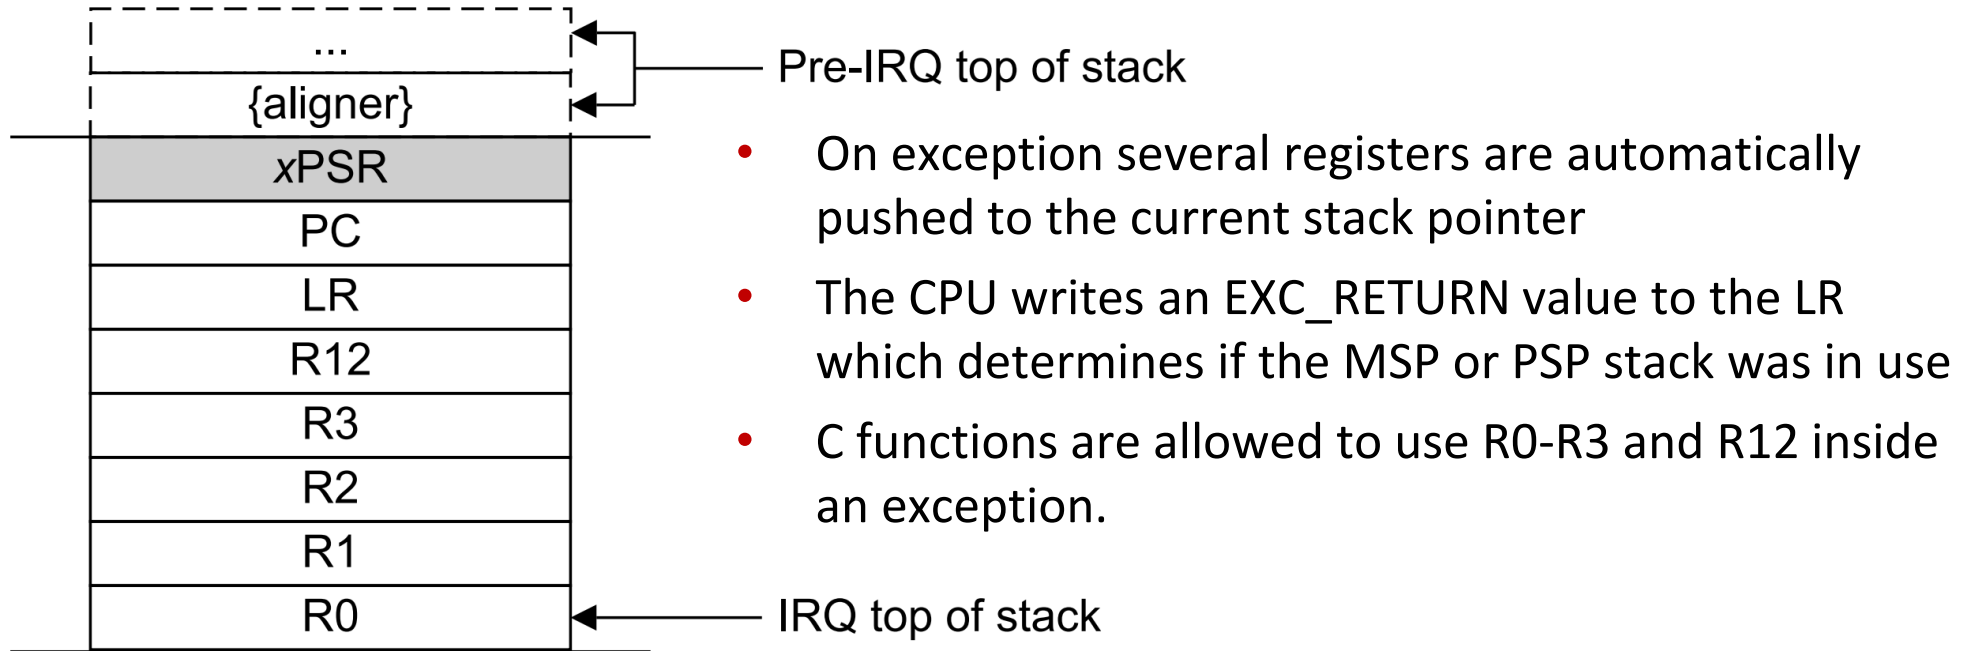 ...
{aligner}
xPSR
PC
LR
R12
R3
R2
R1
R0
Pre-IRQ top of stack
• On exception several registers are automatically
pushed to the current stack pointer
• The CPU writes an EXC_RETURN value to the LR
which determines if the MSP or PSP stack was in use
• C functions are allowed to use R0-R3 and R12 inside
an exception.
IRQ top of stack